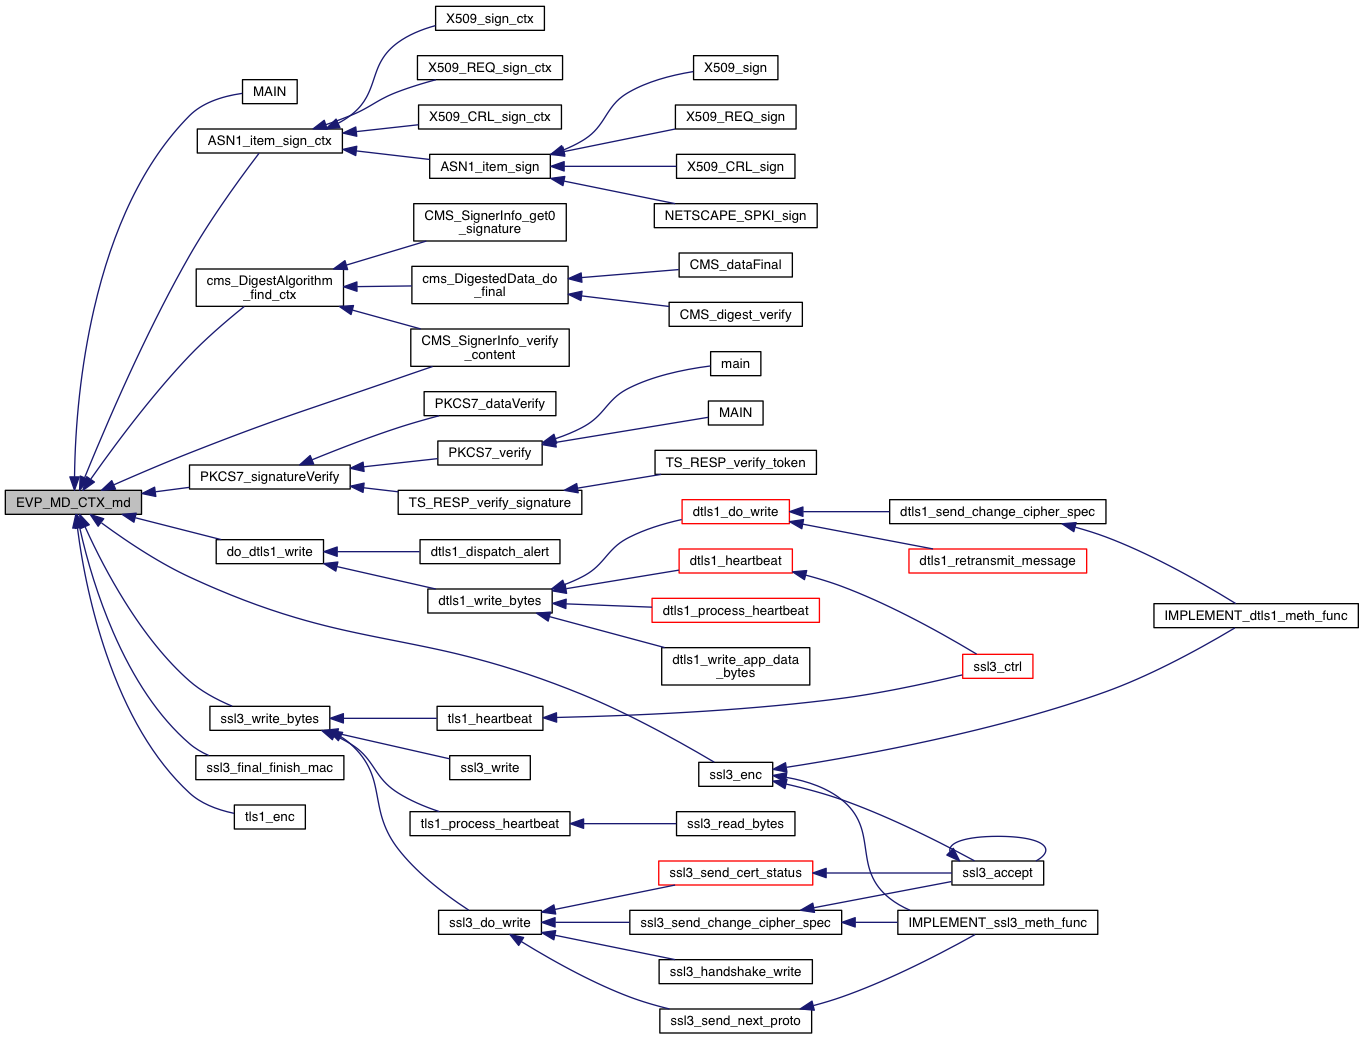 X509_sign_ctx
X509_REQ_sign_ctx
X509_sign
MAIN
X509_CRL_sign_ctx
X509_REQ_sign
ASN1_item_sign_ctx
ASN1_item_sign
X509_CRL_sign
CMS_SignerInfo_get0
_signature
NETSCAPE_SPKI_sign
cms_DigestAlgorithm
_find_ctx
cms_DigestedData_do
_final
CMS_dataFinal
CMS_digest_verify
CMS_SignerInfo_verify
_content
main
PKCS7_dataVerify
MAIN
PKCS7_verify
PKCS7_signatureVerify
TS_RESP_verify_token
EVP_MD_CTX_md
TS_RESP_verify_signature
dtls1_do_write
dtls1_send_change_cipher_spec
do_dtls1_write
dtls1_dispatch_alert
dtls1_heartbeat
dtls1_retransmit_message
dtls1_write_bytes
dtls1_process_heartbeat
IMPLEMENT_dtls1_meth_func
dtls1_write_app_data
_bytes
ssl3_ctrl
ssl3_write_bytes
tls1_heartbeat
ssl3_final_finish_mac
ssl3_write
ssl3_enc
tls1_enc
tls1_process_heartbeat
ssl3_read_bytes
ssl3_send_cert_status
ssl3_accept
ssl3_do_write
ssl3_send_change_cipher_spec
IMPLEMENT_ssl3_meth_func
ssl3_handshake_write
ssl3_send_next_proto